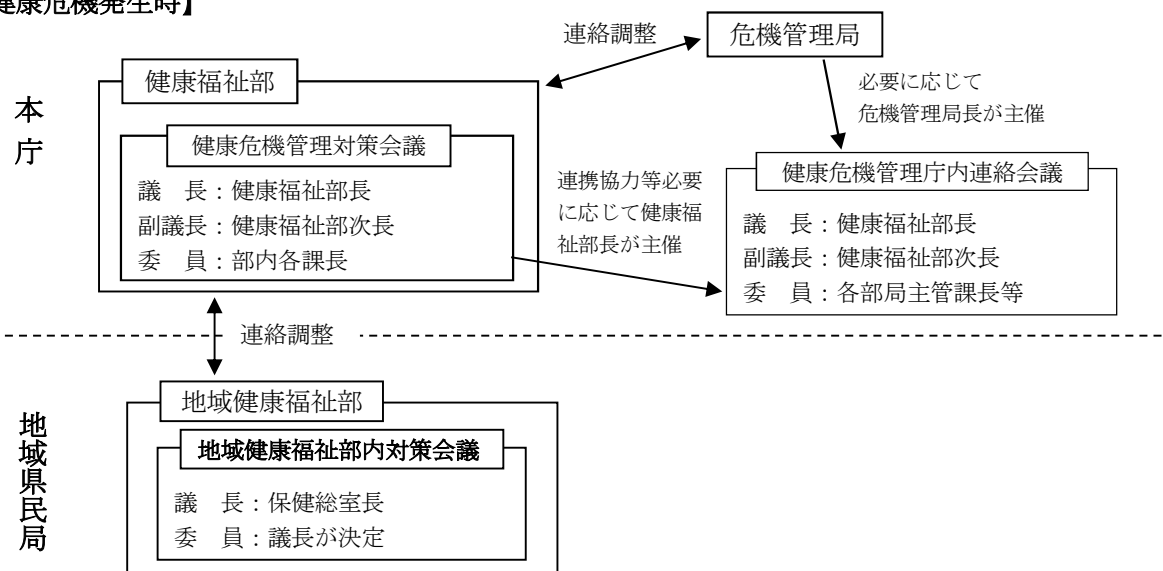 健康危機発生時】
連絡調整
危機管理局
本庁
健康福祉部
必要に応じて
危機管理局長が主催
健康危機管理対策会議
議　長：健康福祉部長
副議長：健康福祉部次長
委　員：部内各課長
連携協力等必要
に応じて健康福
祉部長が主催
健康危機管理庁内連絡会議
議　長：健康福祉部長
副議長：健康福祉部次長
委　員：各部局主管課長等
連絡調整
地域県民局
地域健康福祉部
地域健康福祉部内対策会議
議　長：保健総室長
委　員：議長が決定